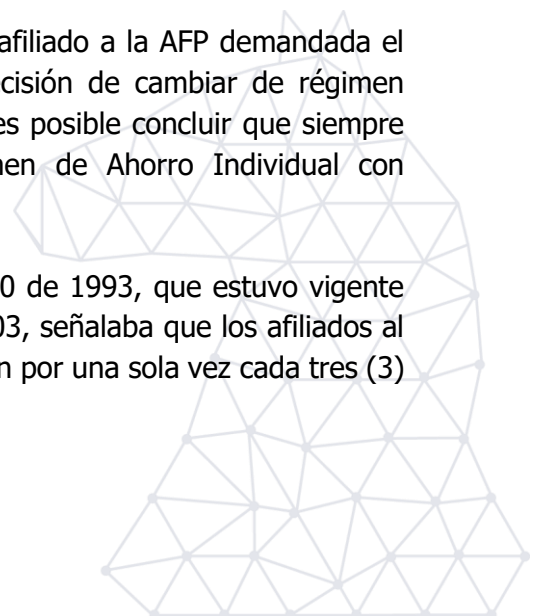 afiliado a la AFP demandada el
cisión de cambiar de régimen
es posible concluir que siempre
nen de Ahorro Individual con
0 de 1993, que estuvo vigente
03, señalaba que los afiliados al
n por una sola vez cada tres (3)